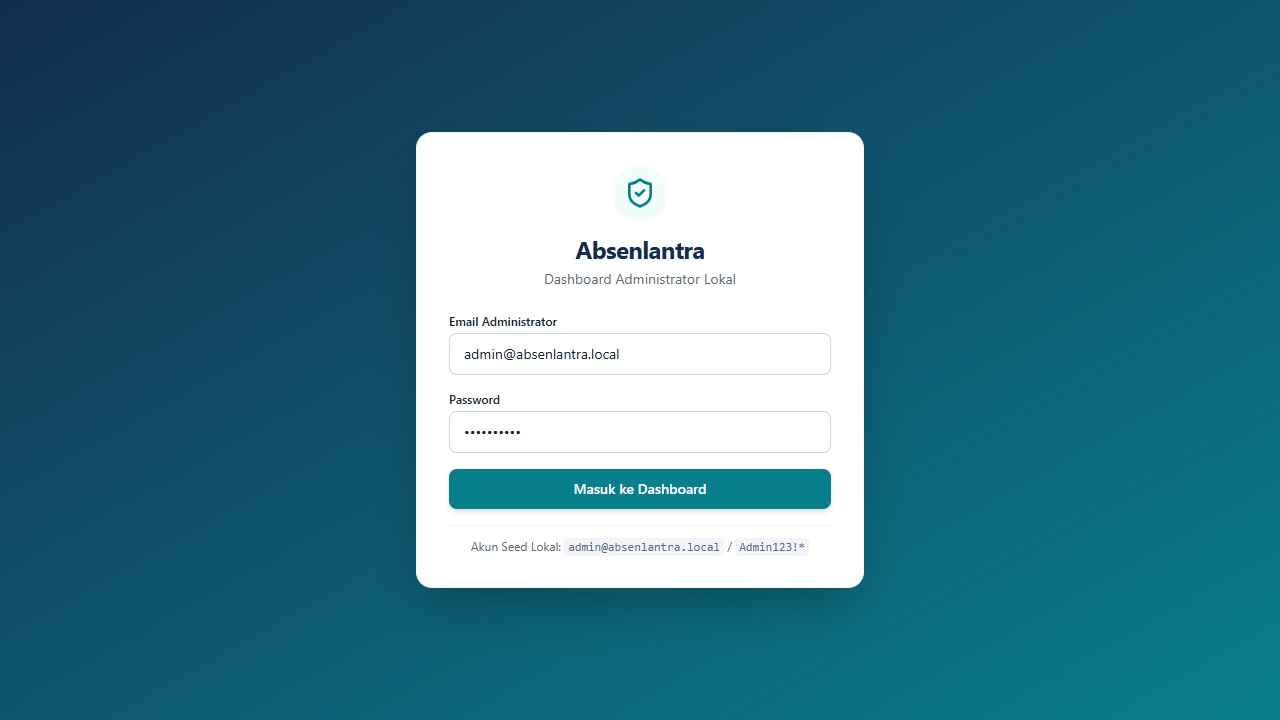 Absenlantra
Dashboard Administrator Lokal
Email Administrator
admin@absenlantra.local
Password
••••••••••
Masuk ke Dashboard
Akun Seed Lokal: admin@absenlantra.local / Admin123!*